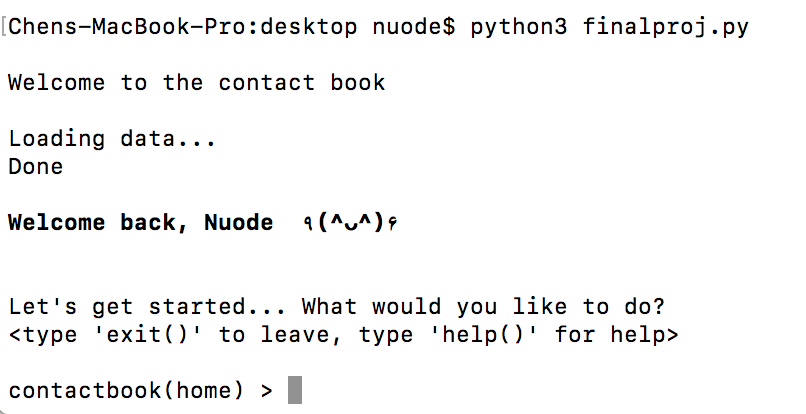 [Chens-MacBook-Pro:desktop nuode$ python3 finalproj.py
Welcome to the contact book
Loading data...
Done
Welcome back, Nuode  ٩(^ᴗ^)۶
Let's get started... What would you like to do?
<type 'exit()' to leave, type 'help()' for help>
contactbook(home) >